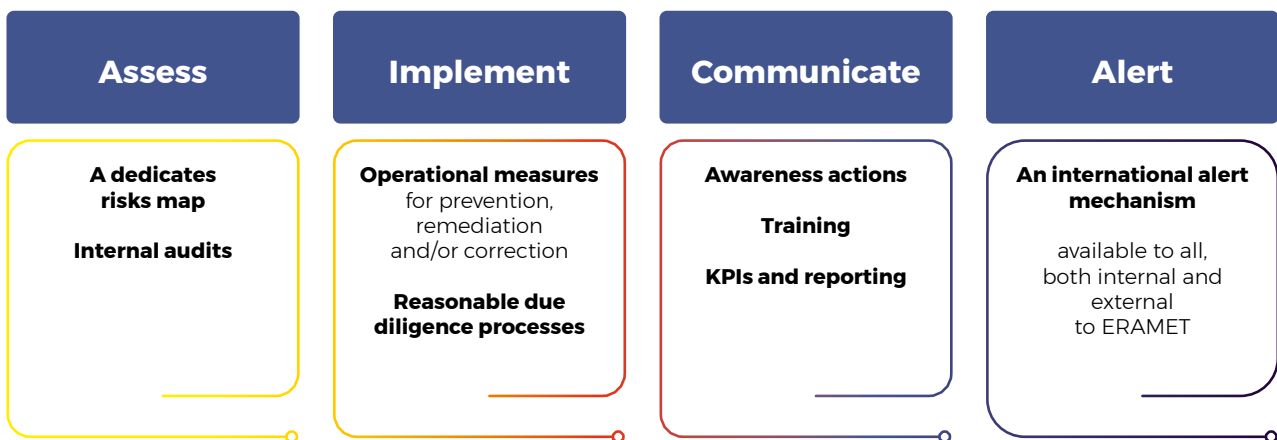 Assess
A dedicates
risks map
Internal audits
Implement
Operational measures
for prevention,
remediation
and/or correction
Reasonable due
diligence processes
Communicate
Awareness actions
Training
KPIs and reporting
Alert
An international alert
mechanism
available to all,
both internal and
external
to ERAMET